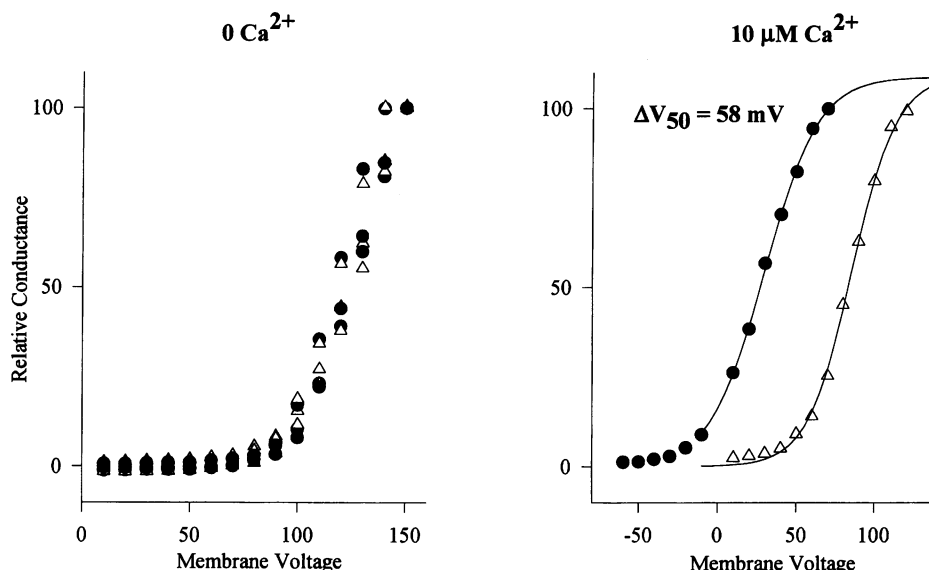 0 Ca²⁺
10 μM Ca²⁺
100
50
0
Relative Conductance
0 50 100 150
Membrane Voltage
100
50
0
ΔV₅₀ = 58 mV
-50 0 50 100
Membrane Voltage